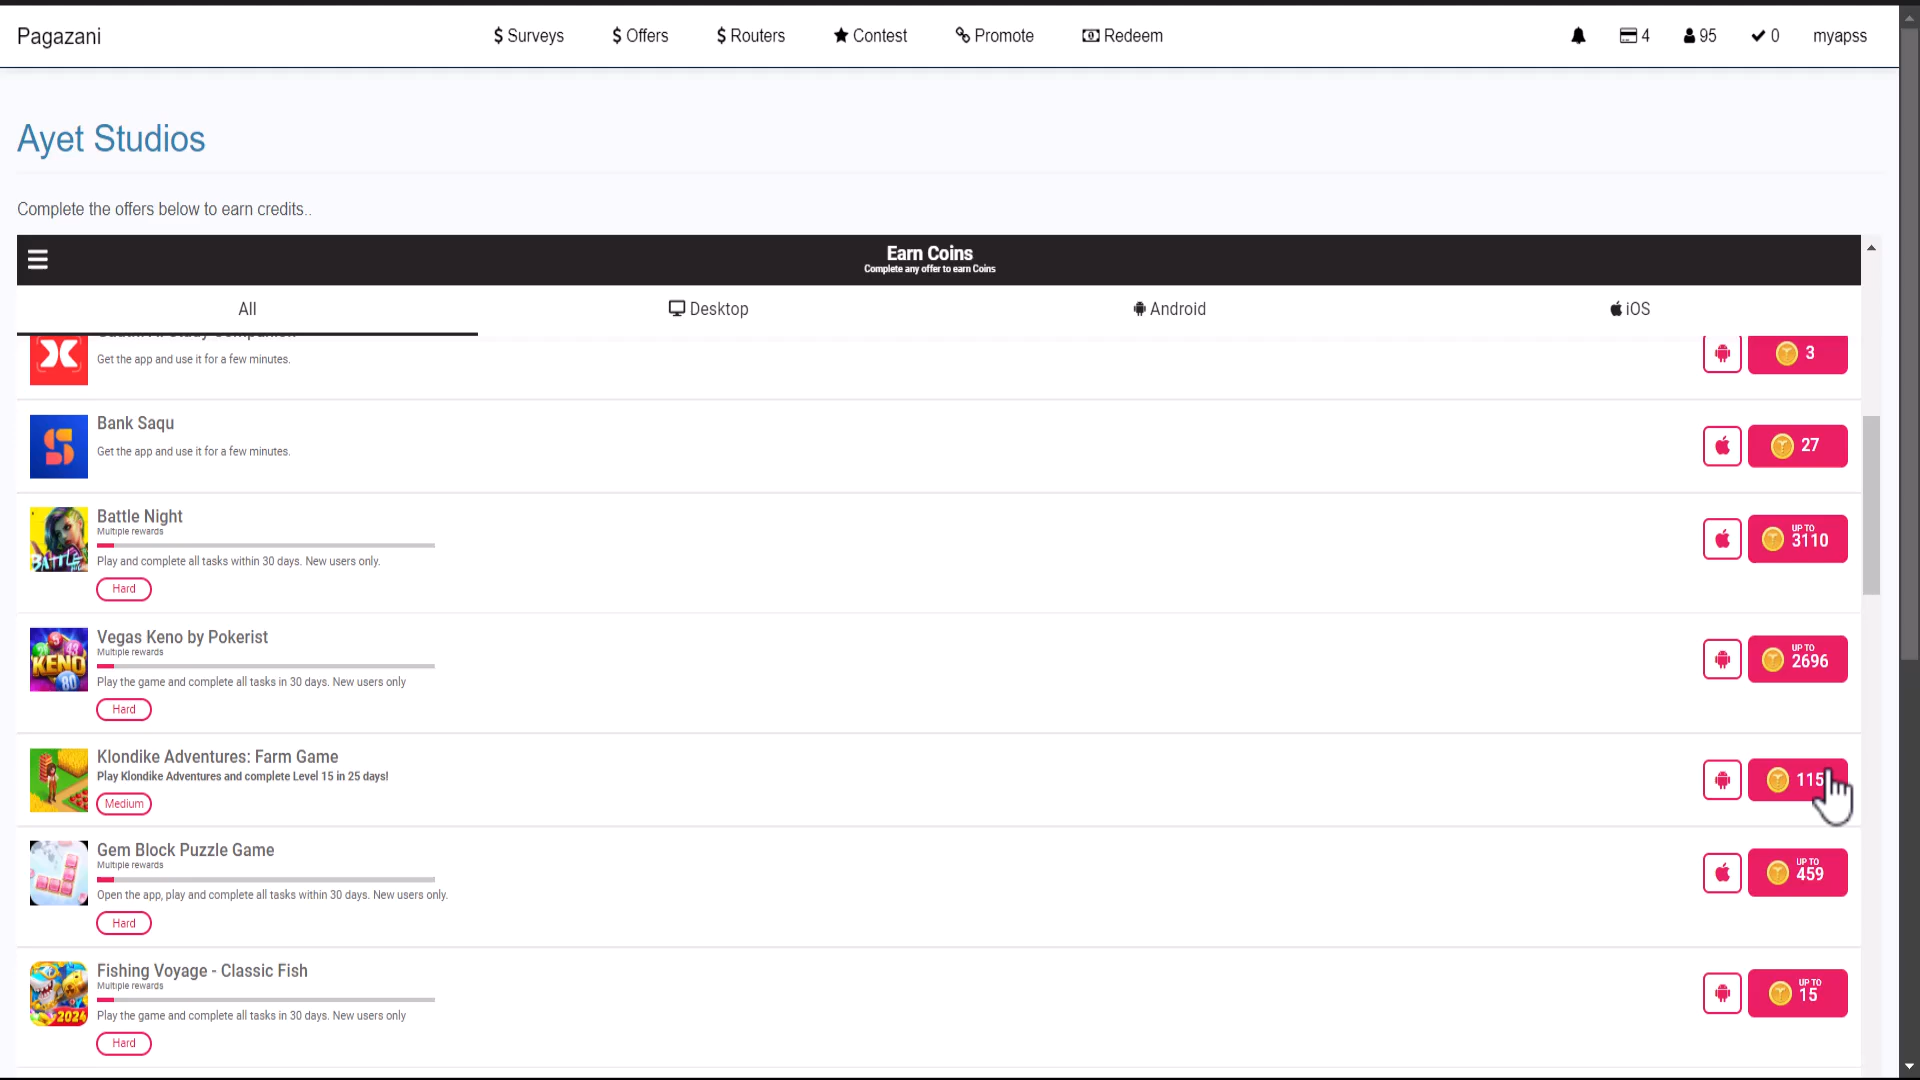 Pagazani
$ Surveys
$ Offers
$ Routers
Contest
Promote
Redeem
4
95
0
myapss
Ayet Studios
Complete the offers below to earn credits..
Earn Coins
Complete any offer to earn Coins
All
Desktop
Android
iOS
Get the app and use it for a few minutes.
3
Bank Saqu
Get the app and use it for a few minutes.
27
Battle Night
Multiple rewards
Play and complete all tasks within 30 days. New users only.
Hard
UP TO
3110
BATTLE
Vegas Keno by Pokerist
Multiple rewards
Play the game and complete all tasks in 30 days. New users only
Hard
UP TO
2696
KENO
80
Klondike Adventures: Farm Game
Play Klondike Adventures and complete Level 15 in 25 days!
Medium
115
Gem Block Puzzle Game
Multiple rewards
Open the app, play and complete all tasks within 30 days. New users only.
Hard
UP TO
459
Fishing Voyage - Classic Fish
Multiple rewards
Play the game and complete all tasks in 30 days. New users only
Hard
UP TO
15
2024